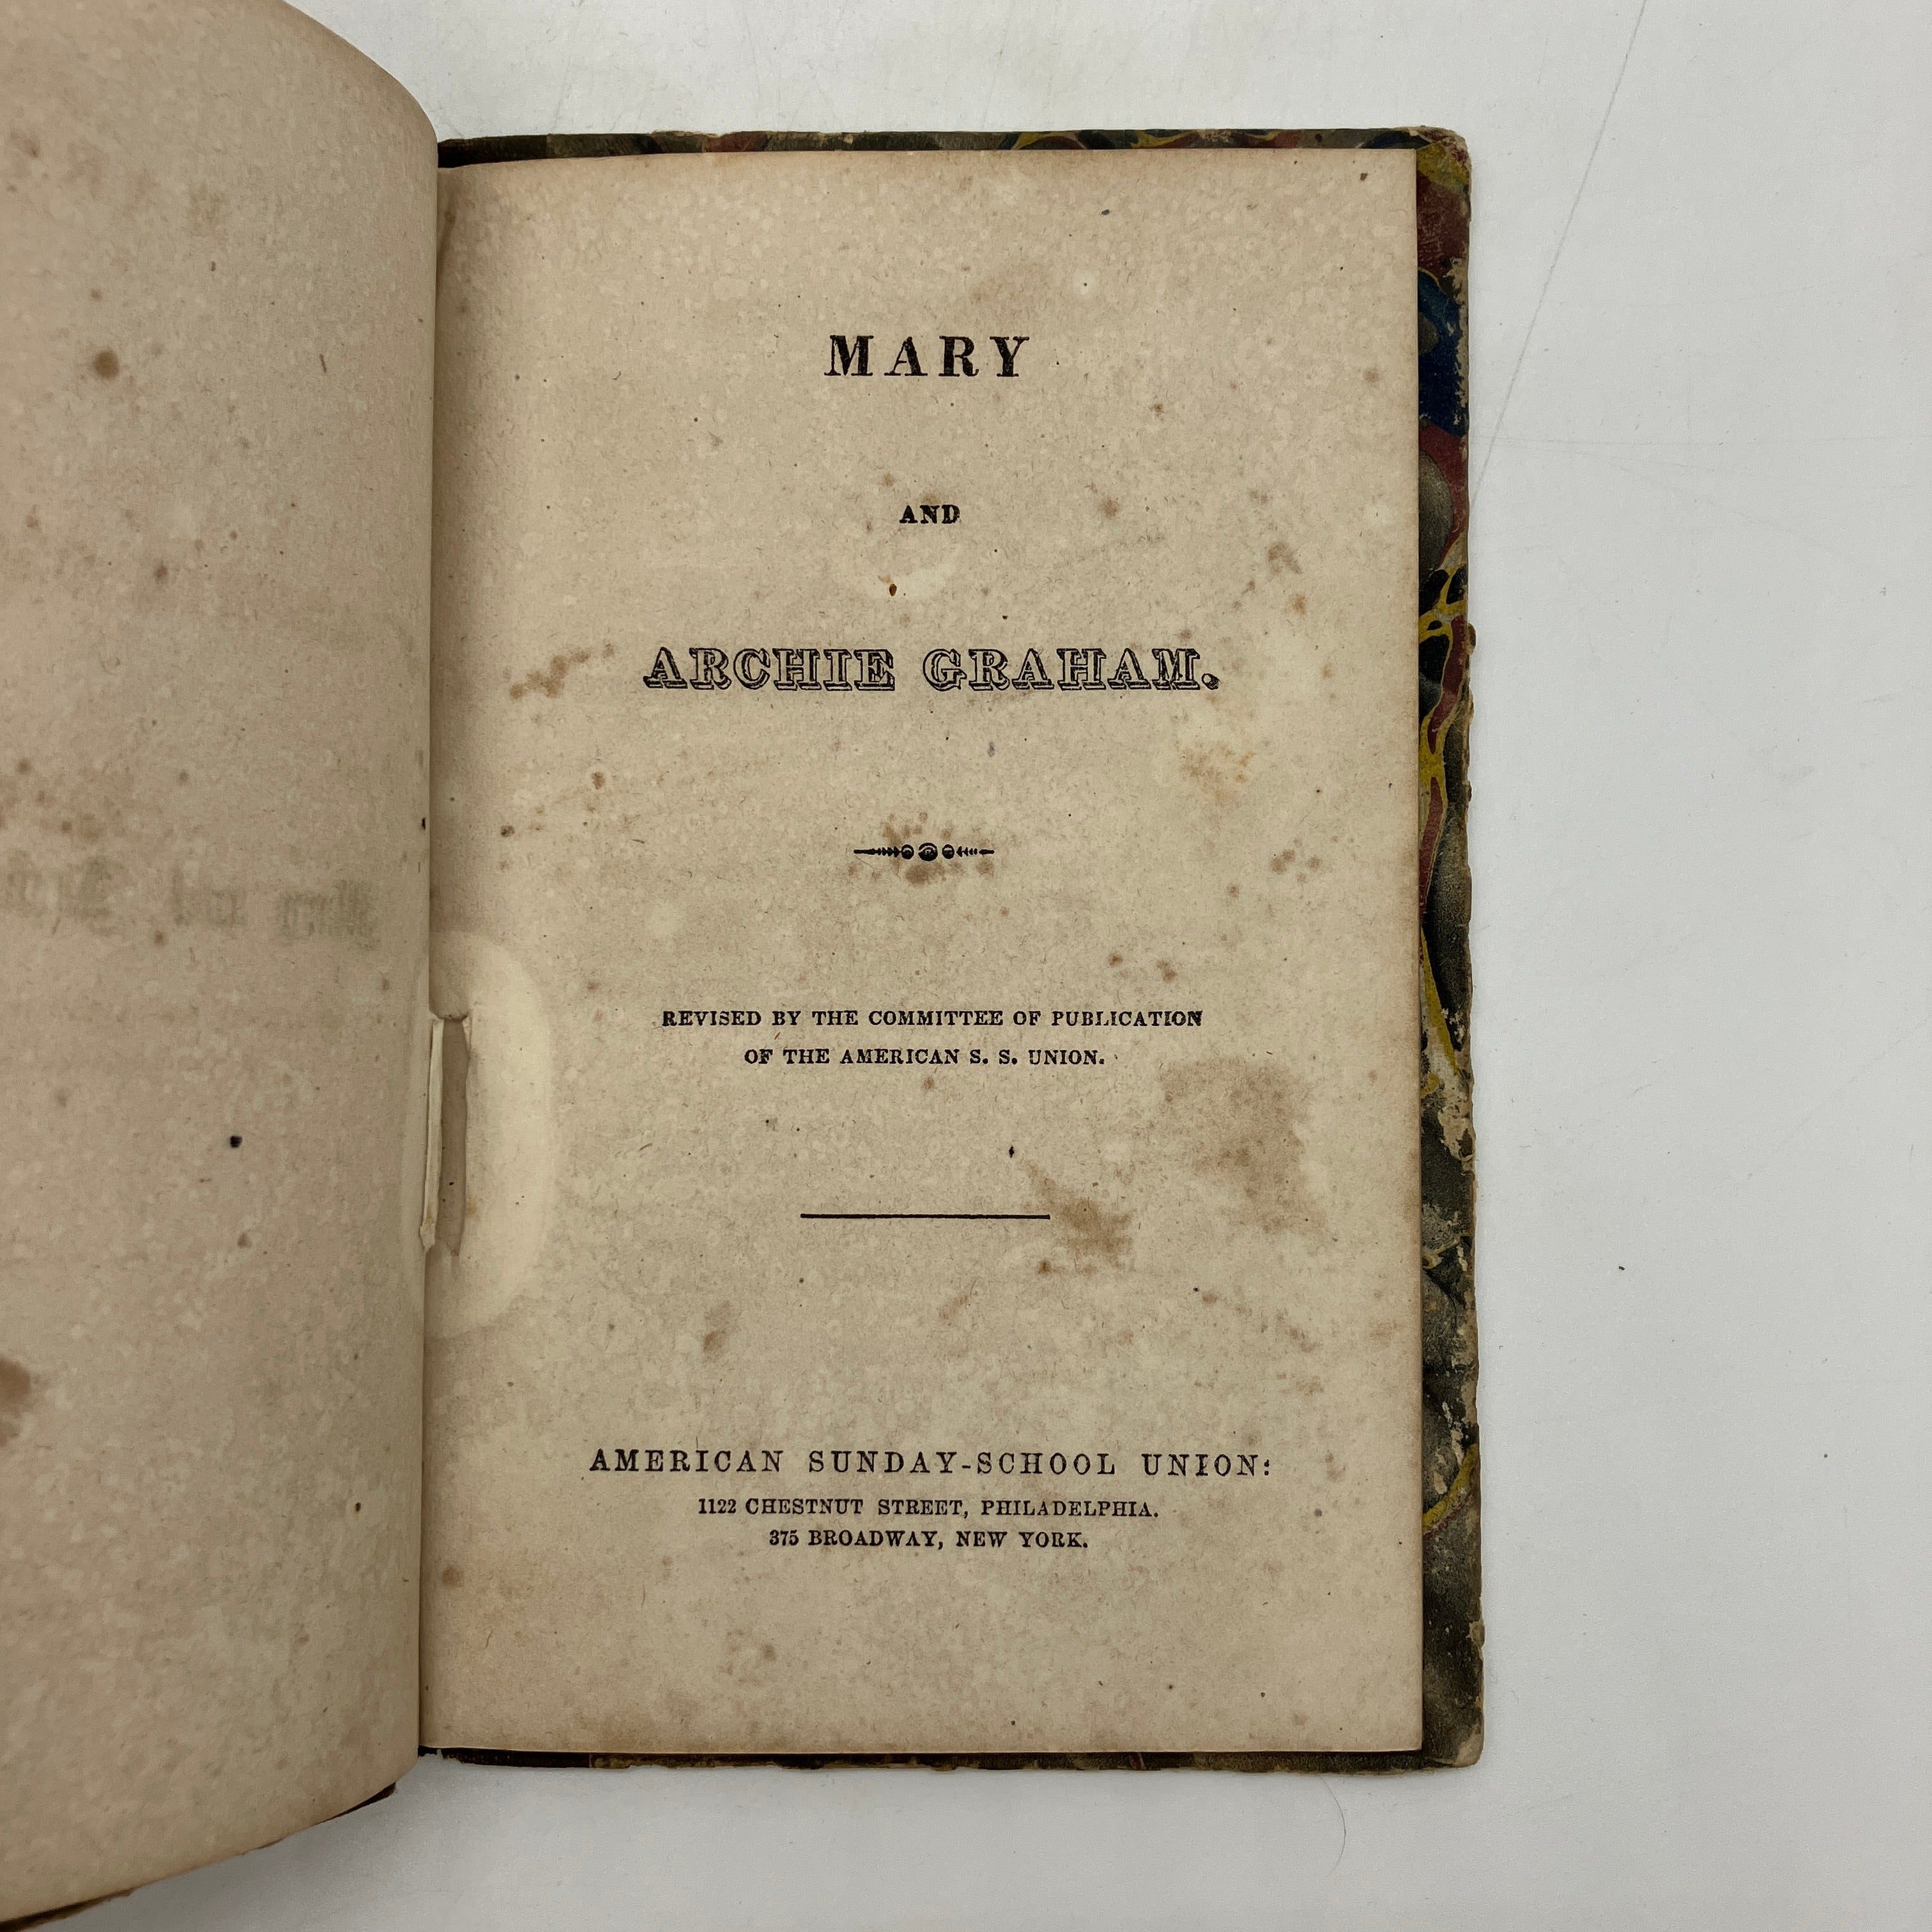 MARY
AND
ARCHIE GRAHAM.
REVISED BY THE COMMITTEE OF PUBLICATION
OF THE AMERICAN S. S. UNION.
AMERICAN SUNDAY-SCHOOL UNION:
1122 CHESTNUT STREET, PHILADELPHIA.
375 BROADWAY, NEW YORK.